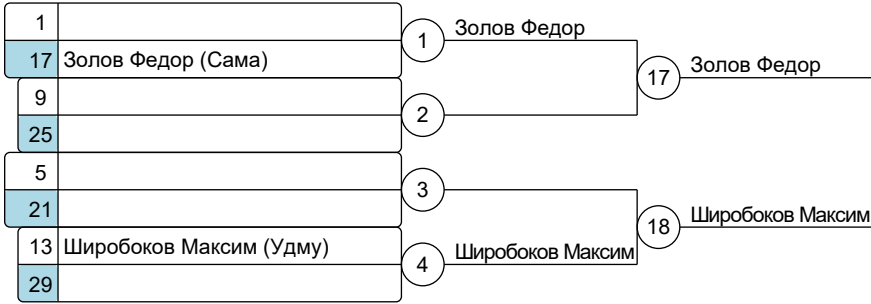 1
17 Золов Федор (Сама)
1 Золов Федор
17 Золов Федор
9
25
2
5
21
3
13 Широбоков Максим (Удму)
29
4 Широбоков Максим
18 Широбоков Максим